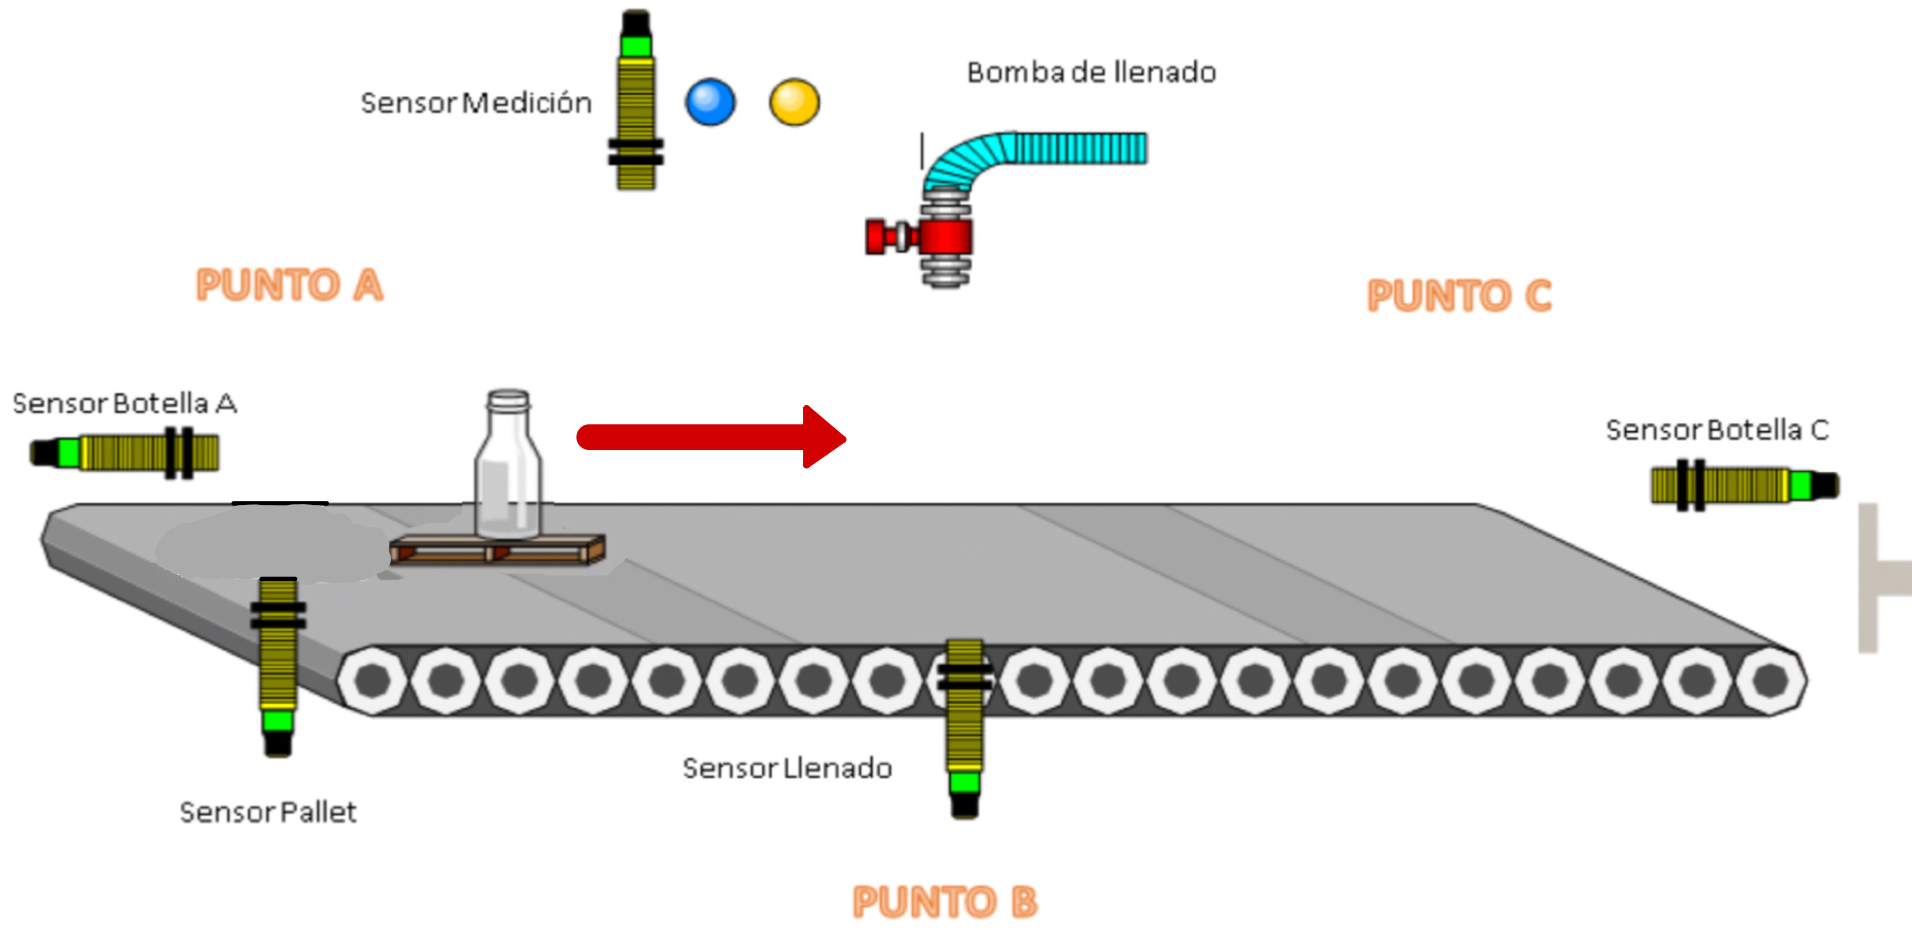 Bomba de llenado
Sensor Medición
PUNTO A
PUNTO C
Sensor Botella A
Sensor Botella C
Sensor Llenado
Sensor Pallet
PUNTO B